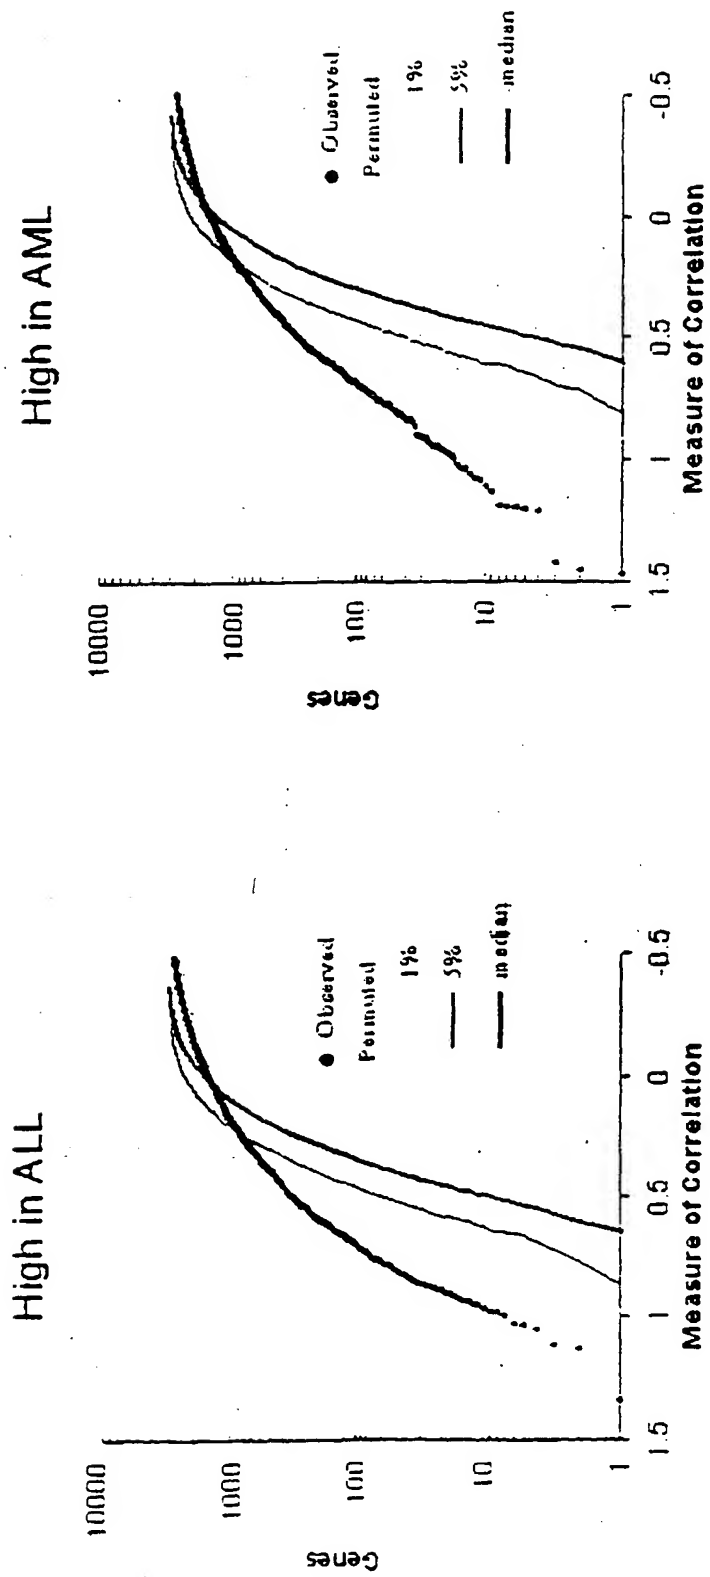 High in ALL
Genes
10000
1000
100
10
1
1.5
1
0.5
0
-0.5
Measure of Correlation
Observed
Permuted
1%
5%
median
High in AML
Genes
10000
1000
100
10
1
1.5
1
0.5
0
-0.5
Measure of Correlation
Observed
Permuted
1%
5%
median